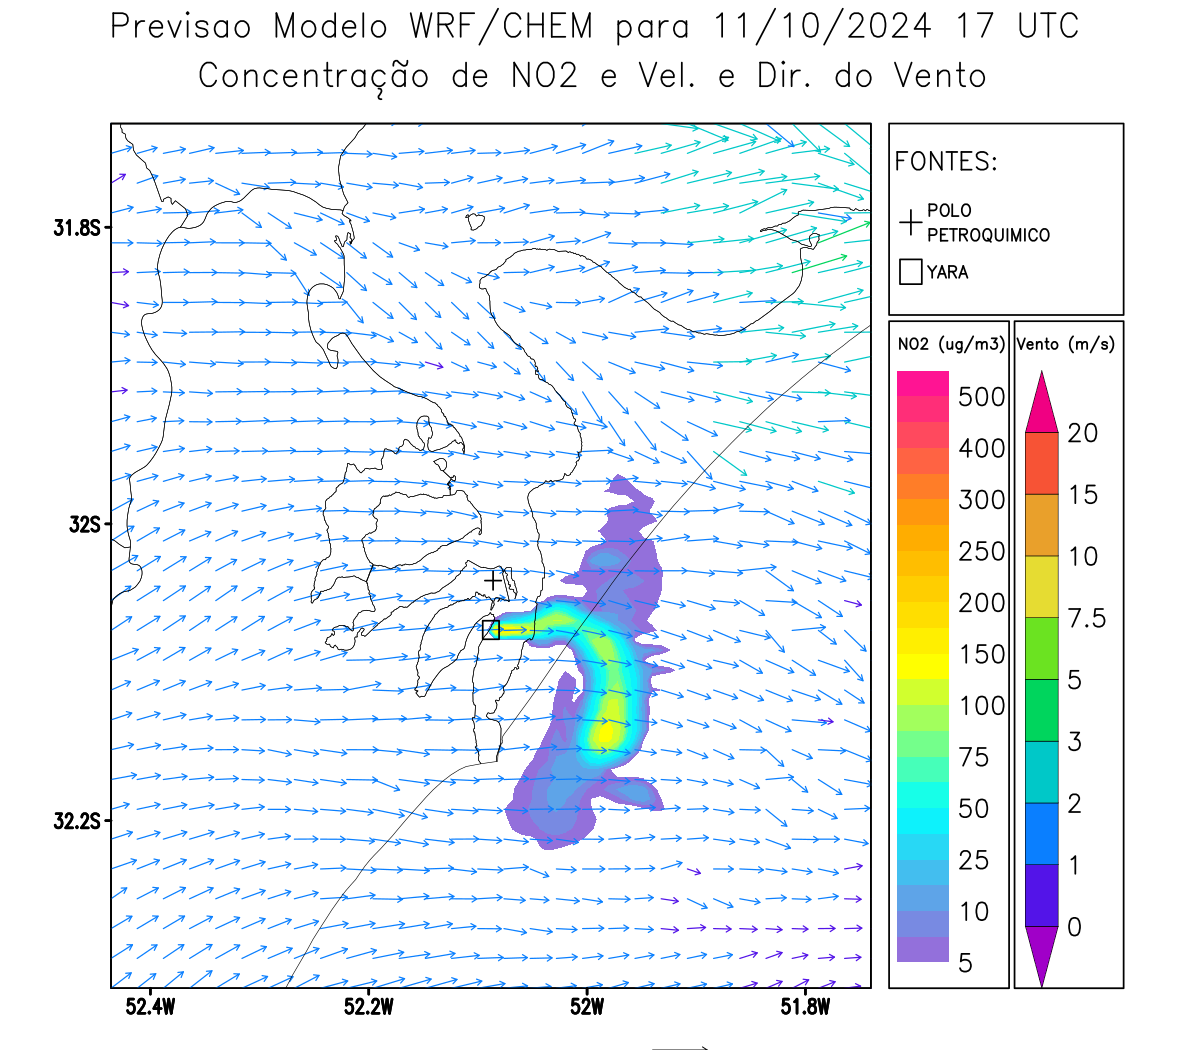 Previsao Modelo WRF/CHEM para 11/10/2024 17 UTC
Concentração de NO2 e Vel. e Dir. do Vento
FONTES:
POLO
PETROQUIMICO
YARA
NO2 (ug/m3)
500
400
300
250
200
150
100
75
50
25
10
5
Vento (m/s)
20
15
10
7.5
5
3
2
1
0
31.8S
32S
32.2S
52.4W 52.2W 52W 51.8W